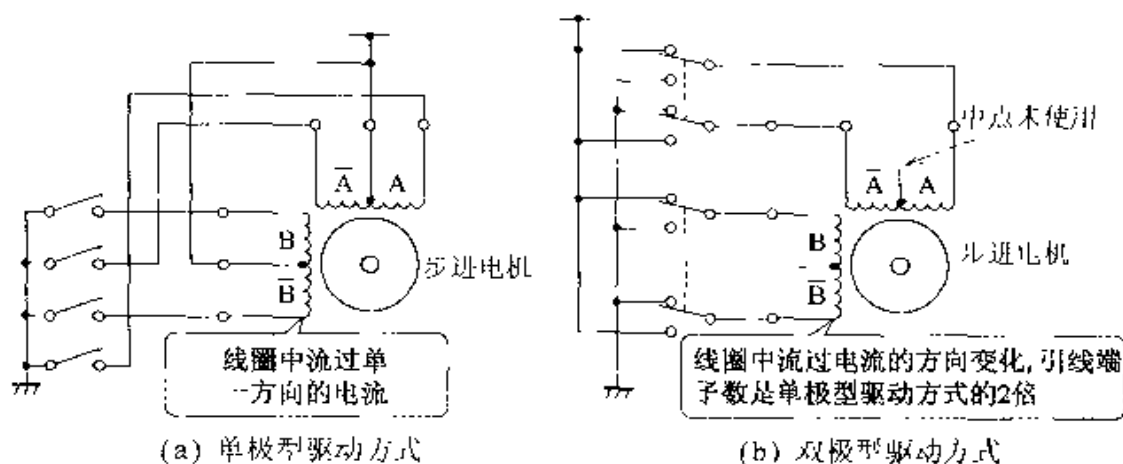 中点未使用
A̅ A
B
B̅
步进电机
线圈中流过单
一方向的电流
(a) 单极型驱动方式
A̅ A
B
B̅
步进电机
线圈中流过电流的方向变化,引线端
子数是单极型驱动方式的2倍
(b) 双极型驱动方式